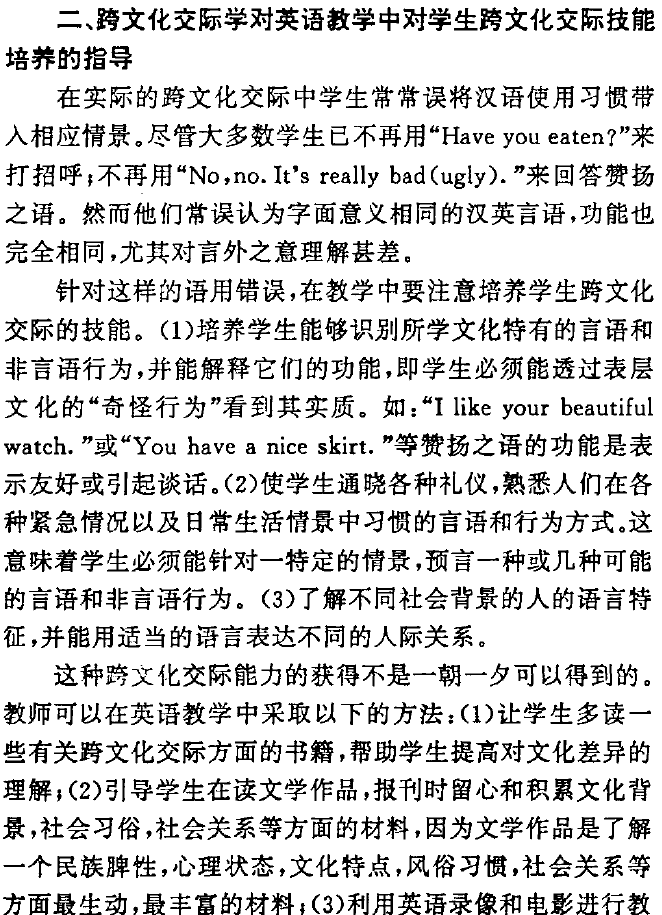 二、跨文化交际学对英语教学中对学生跨文化交际技能
培养的指导
在实际的跨文化交际中学生常常误将汉语使用习惯带
入相应情景。尽管大多数学生已不再用“Have you eaten?”来
打招呼;不再用“No,no. It's really bad(ugly). ”来回答赞扬
之语。然而他们常误认为字面意义相同的汉英言语,功能也
完全相同,尤其对言外之意理解甚差。
针对这样的语用错误,在教学中要注意培养学生跨文化
交际的技能。(1)培养学生能够识别所学文化特有的言语和
非言语行为,并能解释它们的功能,即学生必须能透过表层
文化的“奇怪行为”看到其实质。如:“I like your beautiful
watch. ”或“You have a nice skirt. ”等赞扬之语的功能是表
示友好或引起谈话。(2)使学生通晓各种礼仪,熟悉人们在各
种紧急情况以及日常生活情景中习惯的言语和行为方式。这
意味着学生必须能针对一特定的情景,预言一种或几种可能
的言语和非言语行为。(3)了解不同社会背景的人的语言特
征,并能用适当的语言表达不同的人际关系。
这种跨文化交际能力的获得不是一朝一夕可以得到的。
教师可以在英语教学中采取以下的方法:(1)让学生多读一
些有关跨文化交际方面的书籍,帮助学生提高对文化差异的
理解;(2)引导学生在读文学作品,报刊时留心和积累文化背
景,社会习俗,社会关系等方面的材料,因为文学作品是了解
一个民族脾性,心理状态,文化特点,风俗习惯,社会关系等
方面最生动,最丰富的材料;(3)利用英语录像和电影进行教